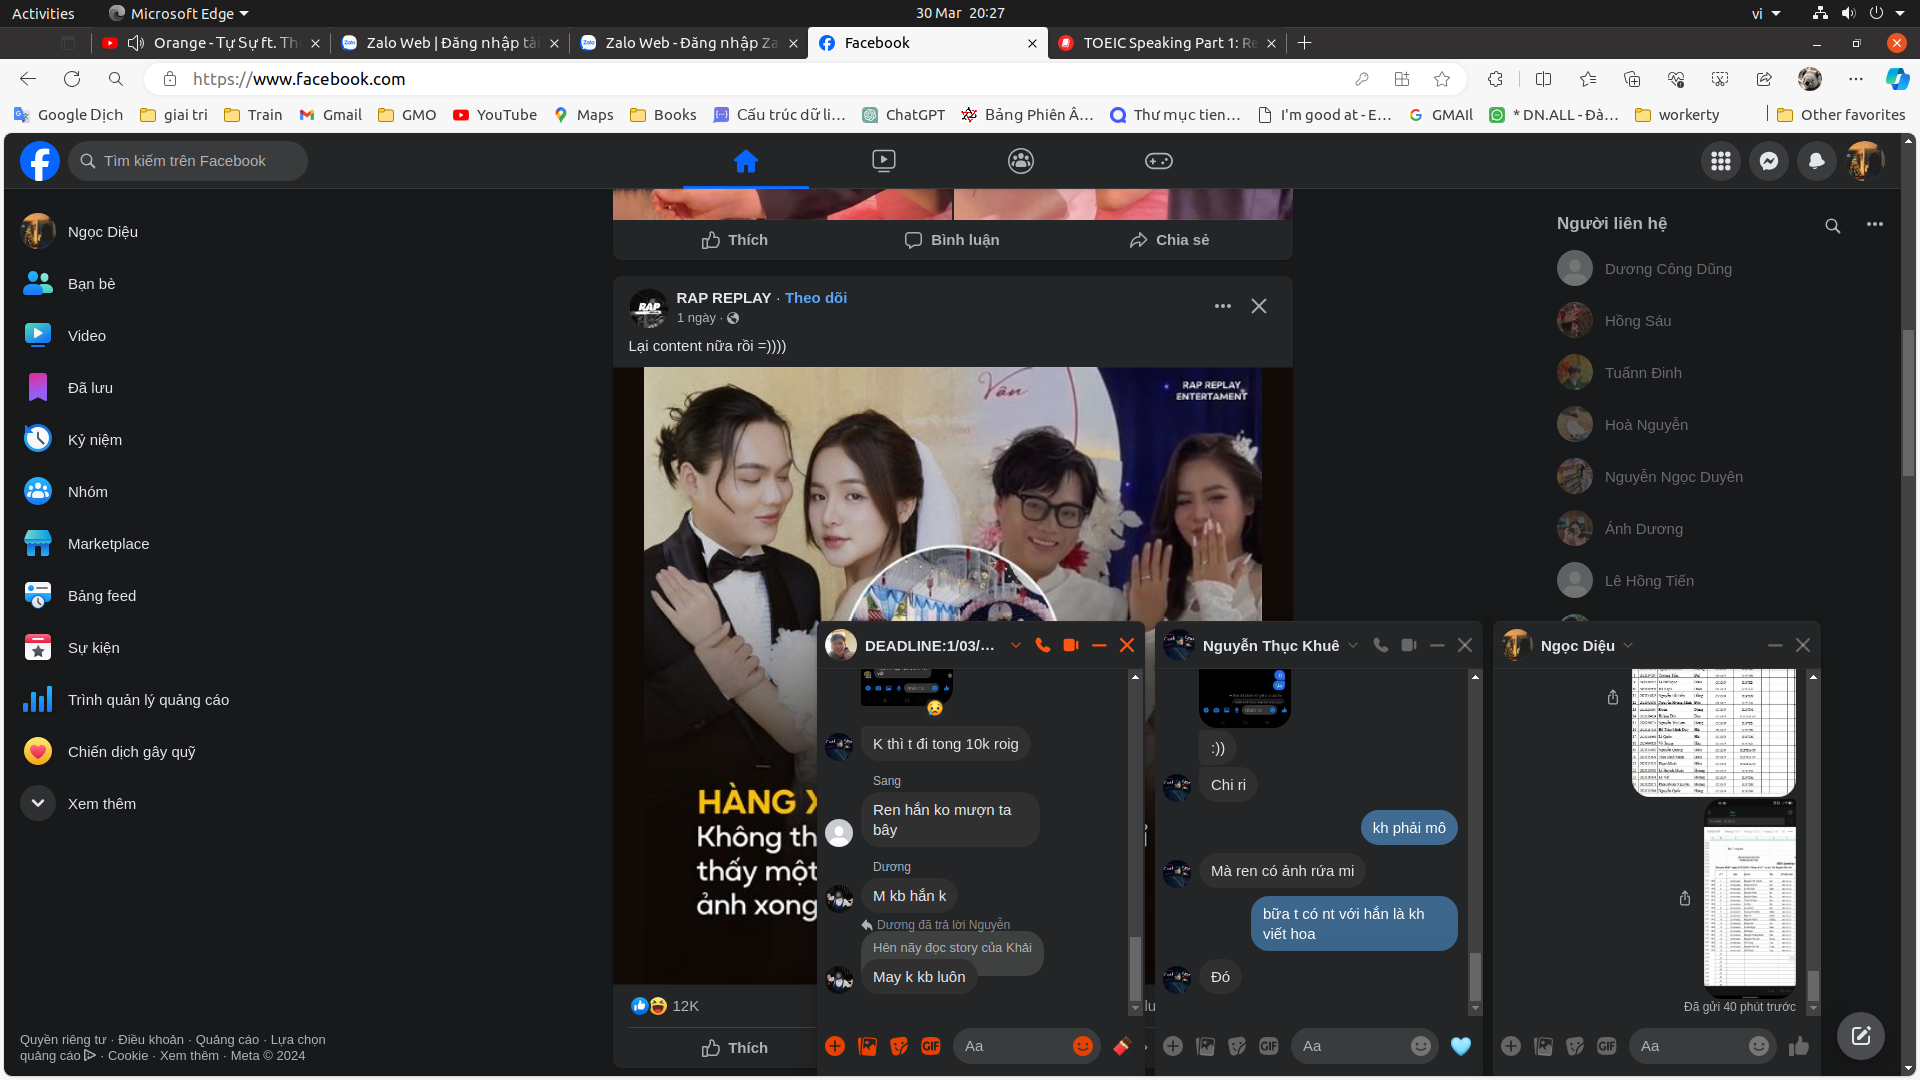 Activities
Microsoft Edge
30 Mar 20:27
vi
Orange - Tự Sự ft. Th
Zalo Web | Đăng nhập tài
Zalo Web - Đăng nhập Za
Facebook
TOEIC Speaking Part 1: Re
https://www.facebook.com
Google Dịch
giai tri
Train
Gmail
GMO
YouTube
Maps
Books
Cấu trúc dữ li...
ChatGPT
Bảng Phiên Â...
Thư mục tien...
I'm good at - E...
GMAIl
* DN.ALL - Đà...
workerty
Other favorites
Tìm kiếm trên Facebook
Ngọc Diệu
Bạn bè
Video
Đã lưu
Kỷ niệm
Nhóm
Marketplace
Bảng feed
Sự kiện
Trình quản lý quảng cáo
Chiến dịch gây quỹ
Xem thêm
Quyền riêng tư · Điều khoản · Quảng cáo · Lựa chọn
quảng cáo · Cookie · Xem thêm · Meta © 2024
Thích
Bình luận
Chia sẻ
RAP REPLAY · Theo dõi
1 ngày ·
Lại content nữa rồi =))))
Vân
RAP REPLAY
ENTERTAMENT
HÀNG X
Không th
thấy một
ảnh xong
12K
lu
Thích
Người liên hệ
Dương Công Dũng
Hồng Sáu
Tuấnn Đinh
Hoà Nguyễn
Nguyễn Ngọc Duyên
Ánh Dương
Lê Hồng Tiến
DEADLINE:1/03/...
K thì t đi tong 10k roig
Sang
Ren hắn ko mượn ta
bây
Dương
M kb hắn k
Dương đã trả lời Nguyễn
Hên nãy đọc story của Khải
May k kb luôn
GIF
Aa
Nguyễn Thục Khuê
:))
Chi ri
kh phải mô
Mà ren có ảnh rứa mi
bữa t có nt với hắn là kh
viết hoa
Đó
GIF
Aa
Ngọc Diệu
Đã gửi 40 phút trước
GIF
Aa